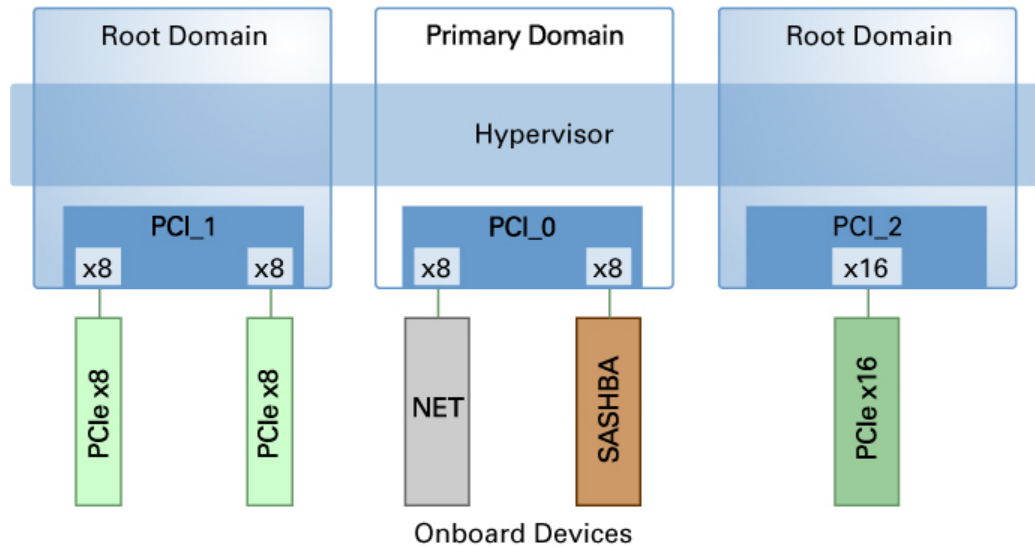 Root Domain
Primary Domain
Root Domain
Hypervisor
PCI_1
PCI_0
PCI_2
x8
x8
x8
x8
x16
PCIe x8
PCIe x8
NET
SASHBA
PCIe x16
Onboard Devices